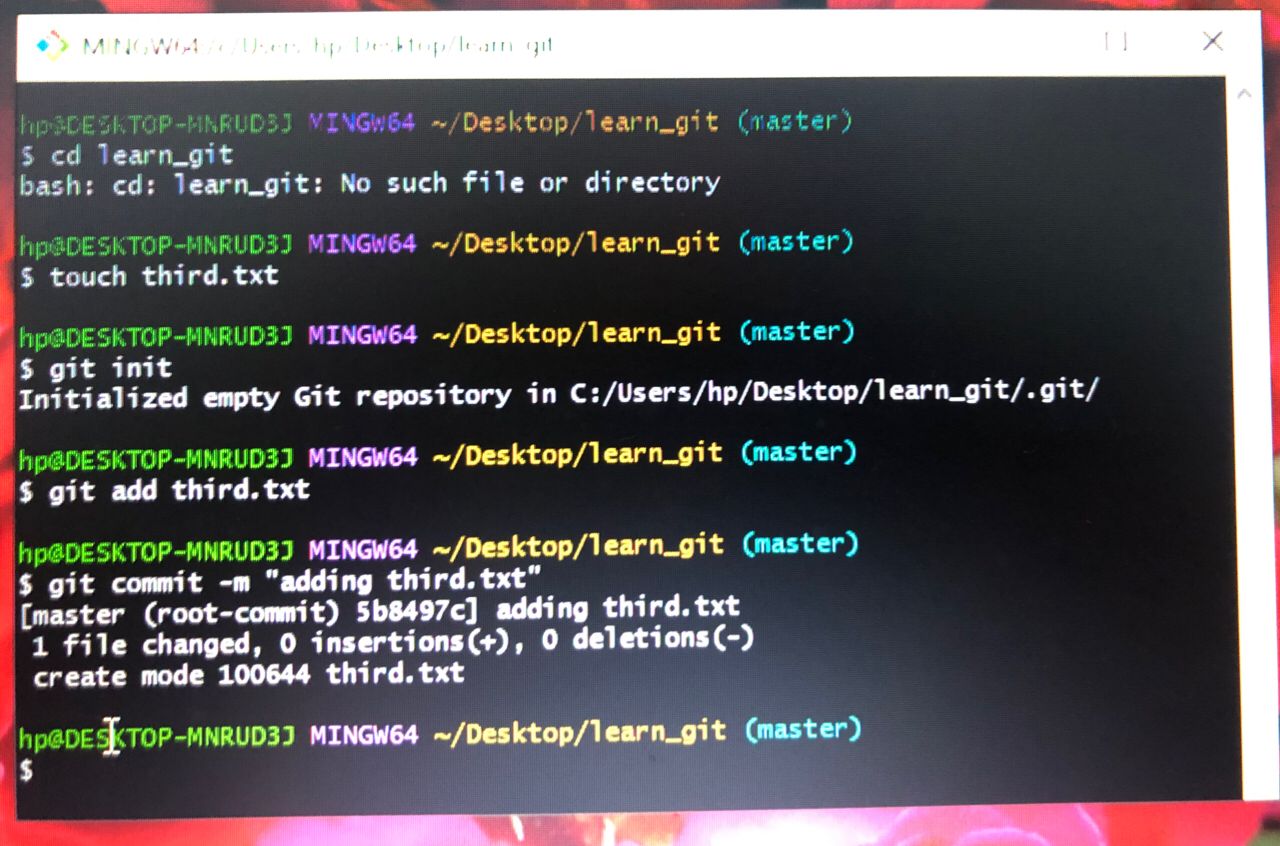 MINGW64:/c/Users/hp/Desktop/learn_git
hp@DESKTOP-MNRUD3J MINGW64 ~/Desktop/learn_git (master)
$ cd learn_git
bash: cd: learn_git: No such file or directory
hp@DESKTOP-MNRUD3J MINGW64 ~/Desktop/learn_git (master)
$ touch third.txt
hp@DESKTOP-MNRUD3J MINGW64 ~/Desktop/learn_git (master)
$ git init
Initialized empty Git repository in C:/Users/hp/Desktop/learn_git/.git/
hp@DESKTOP-MNRUD3J MINGW64 ~/Desktop/learn_git (master)
$ git add third.txt
hp@DESKTOP-MNRUD3J MINGW64 ~/Desktop/learn_git (master)
$ git commit -m "adding third.txt"
[master (root-commit) 5b8497c] adding third.txt
1 file changed, 0 insertions(+), 0 deletions(-)
create mode 100644 third.txt
hp@DESKTOP-MNRUD3J MINGW64 ~/Desktop/learn_git (master)
$